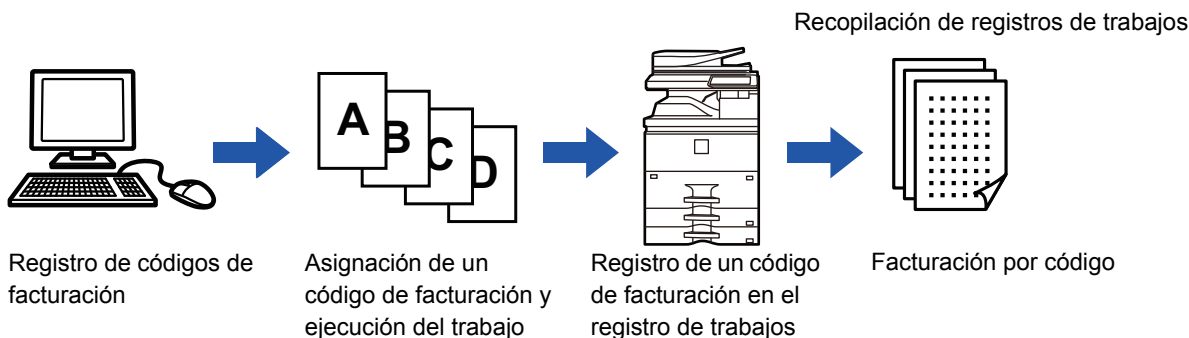 Recopilación de registros de trabajos
A
B
C
D
Registro de códigos de
facturación
Asignación de un
código de facturación y
ejecución del trabajo
Registro de un código
de facturación en el
registro de trabajos
Facturación por código